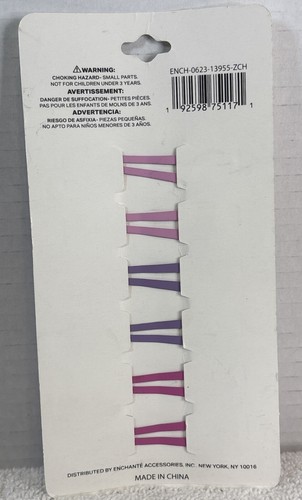 ⚠WARNING:
CHOKING HAZARD- SMALL PARTS.
NOT FOR CHILDREN UNDER 3 YEARS.
AVERTISSEMENT:
DANGER DE SUFFOCATION- PETITES PIÈCES.
PAS POUR LES ENFANTS DE MOLNS DE 3 ANS.
ADVERTENCIA:
RIESGO DE ASFIXIA - PIEZAS PEQUEÑAS.
NO APTO PARA NIÑOS MENORES DE 3 AÑOS.
ENCH-0623-13955-ZCH
1 92598 75117 1
DISTRIBUTED BY ENCHANTÉ ACCESSORIES, INC. NEW YORK, NY 10016
MADE IN CHINA